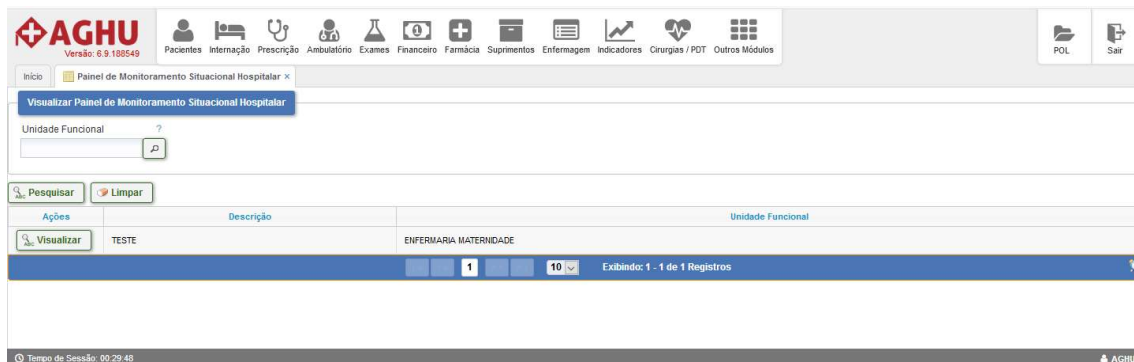 AGHU
Versão: 6.9.188549
Pacientes Internação Prescrição Ambulatório Exames Financeiro Farmácia Suprimentos Enfermagem Indicadores Cirurgias / PDT Outros Módulos
POL Sair
Início Painel de Monitoramento Situacional Hospitalar ×
Visualizar Painel de Monitoramento Situacional Hospitalar
Unidade Funcional ?
Pesquisar Limpar
Ações Descrição Unidade Funcional
Visualizar TESTE ENFERMARIA MATERNIDADE
1 10 Exibindo: 1 - 1 de 1 Registros
Tempo de Sessão: 00:29:48 AGHU